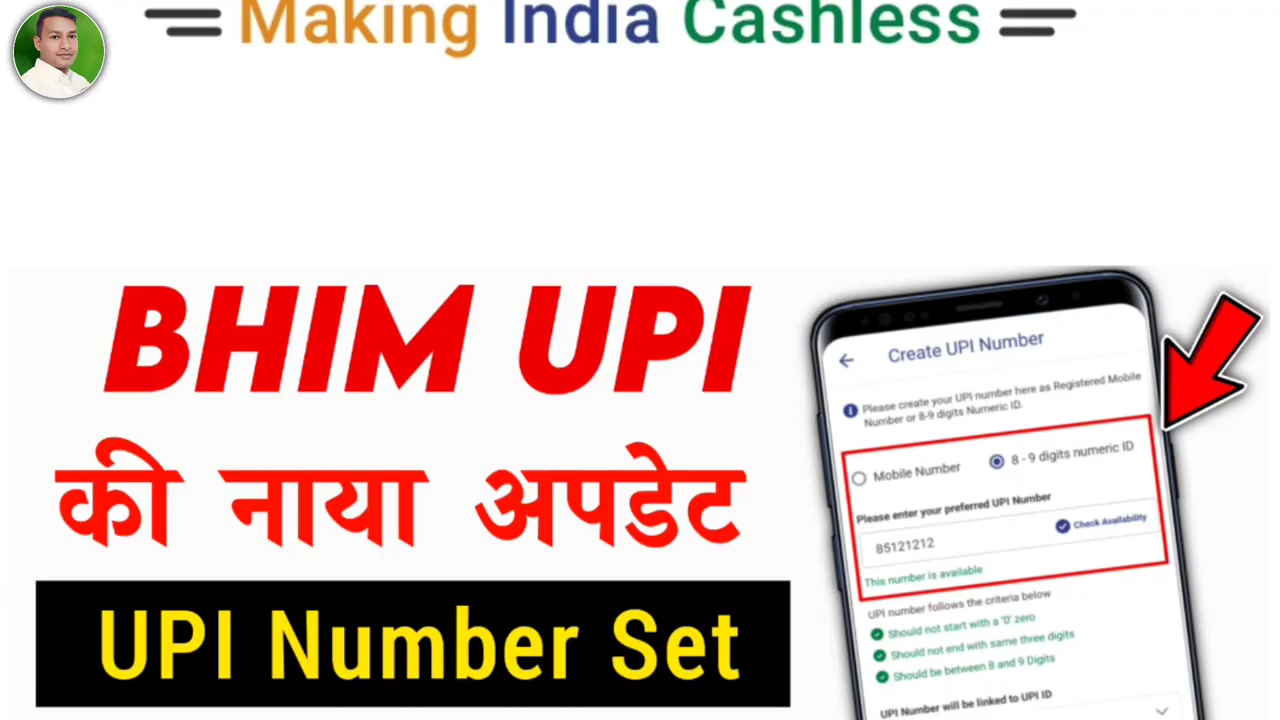 Making India Cashless
BHIM UPI
की नाया अपडेट
UPI Number Set
Create UPI Number
Please create your UPI number here as Registered Mobile
Number or 8-9 digits Numeric ID.
Mobile Number
8 - 9 digits numeric ID
Please enter your preferred UPI Number
85121212
Check Availability
This number is available
UPI number follows the criteria below
Should not start with a '0' zero
Should not end with same three digits
Should be between 8 and 9 Digits
UPI Number will be linked to UPI ID